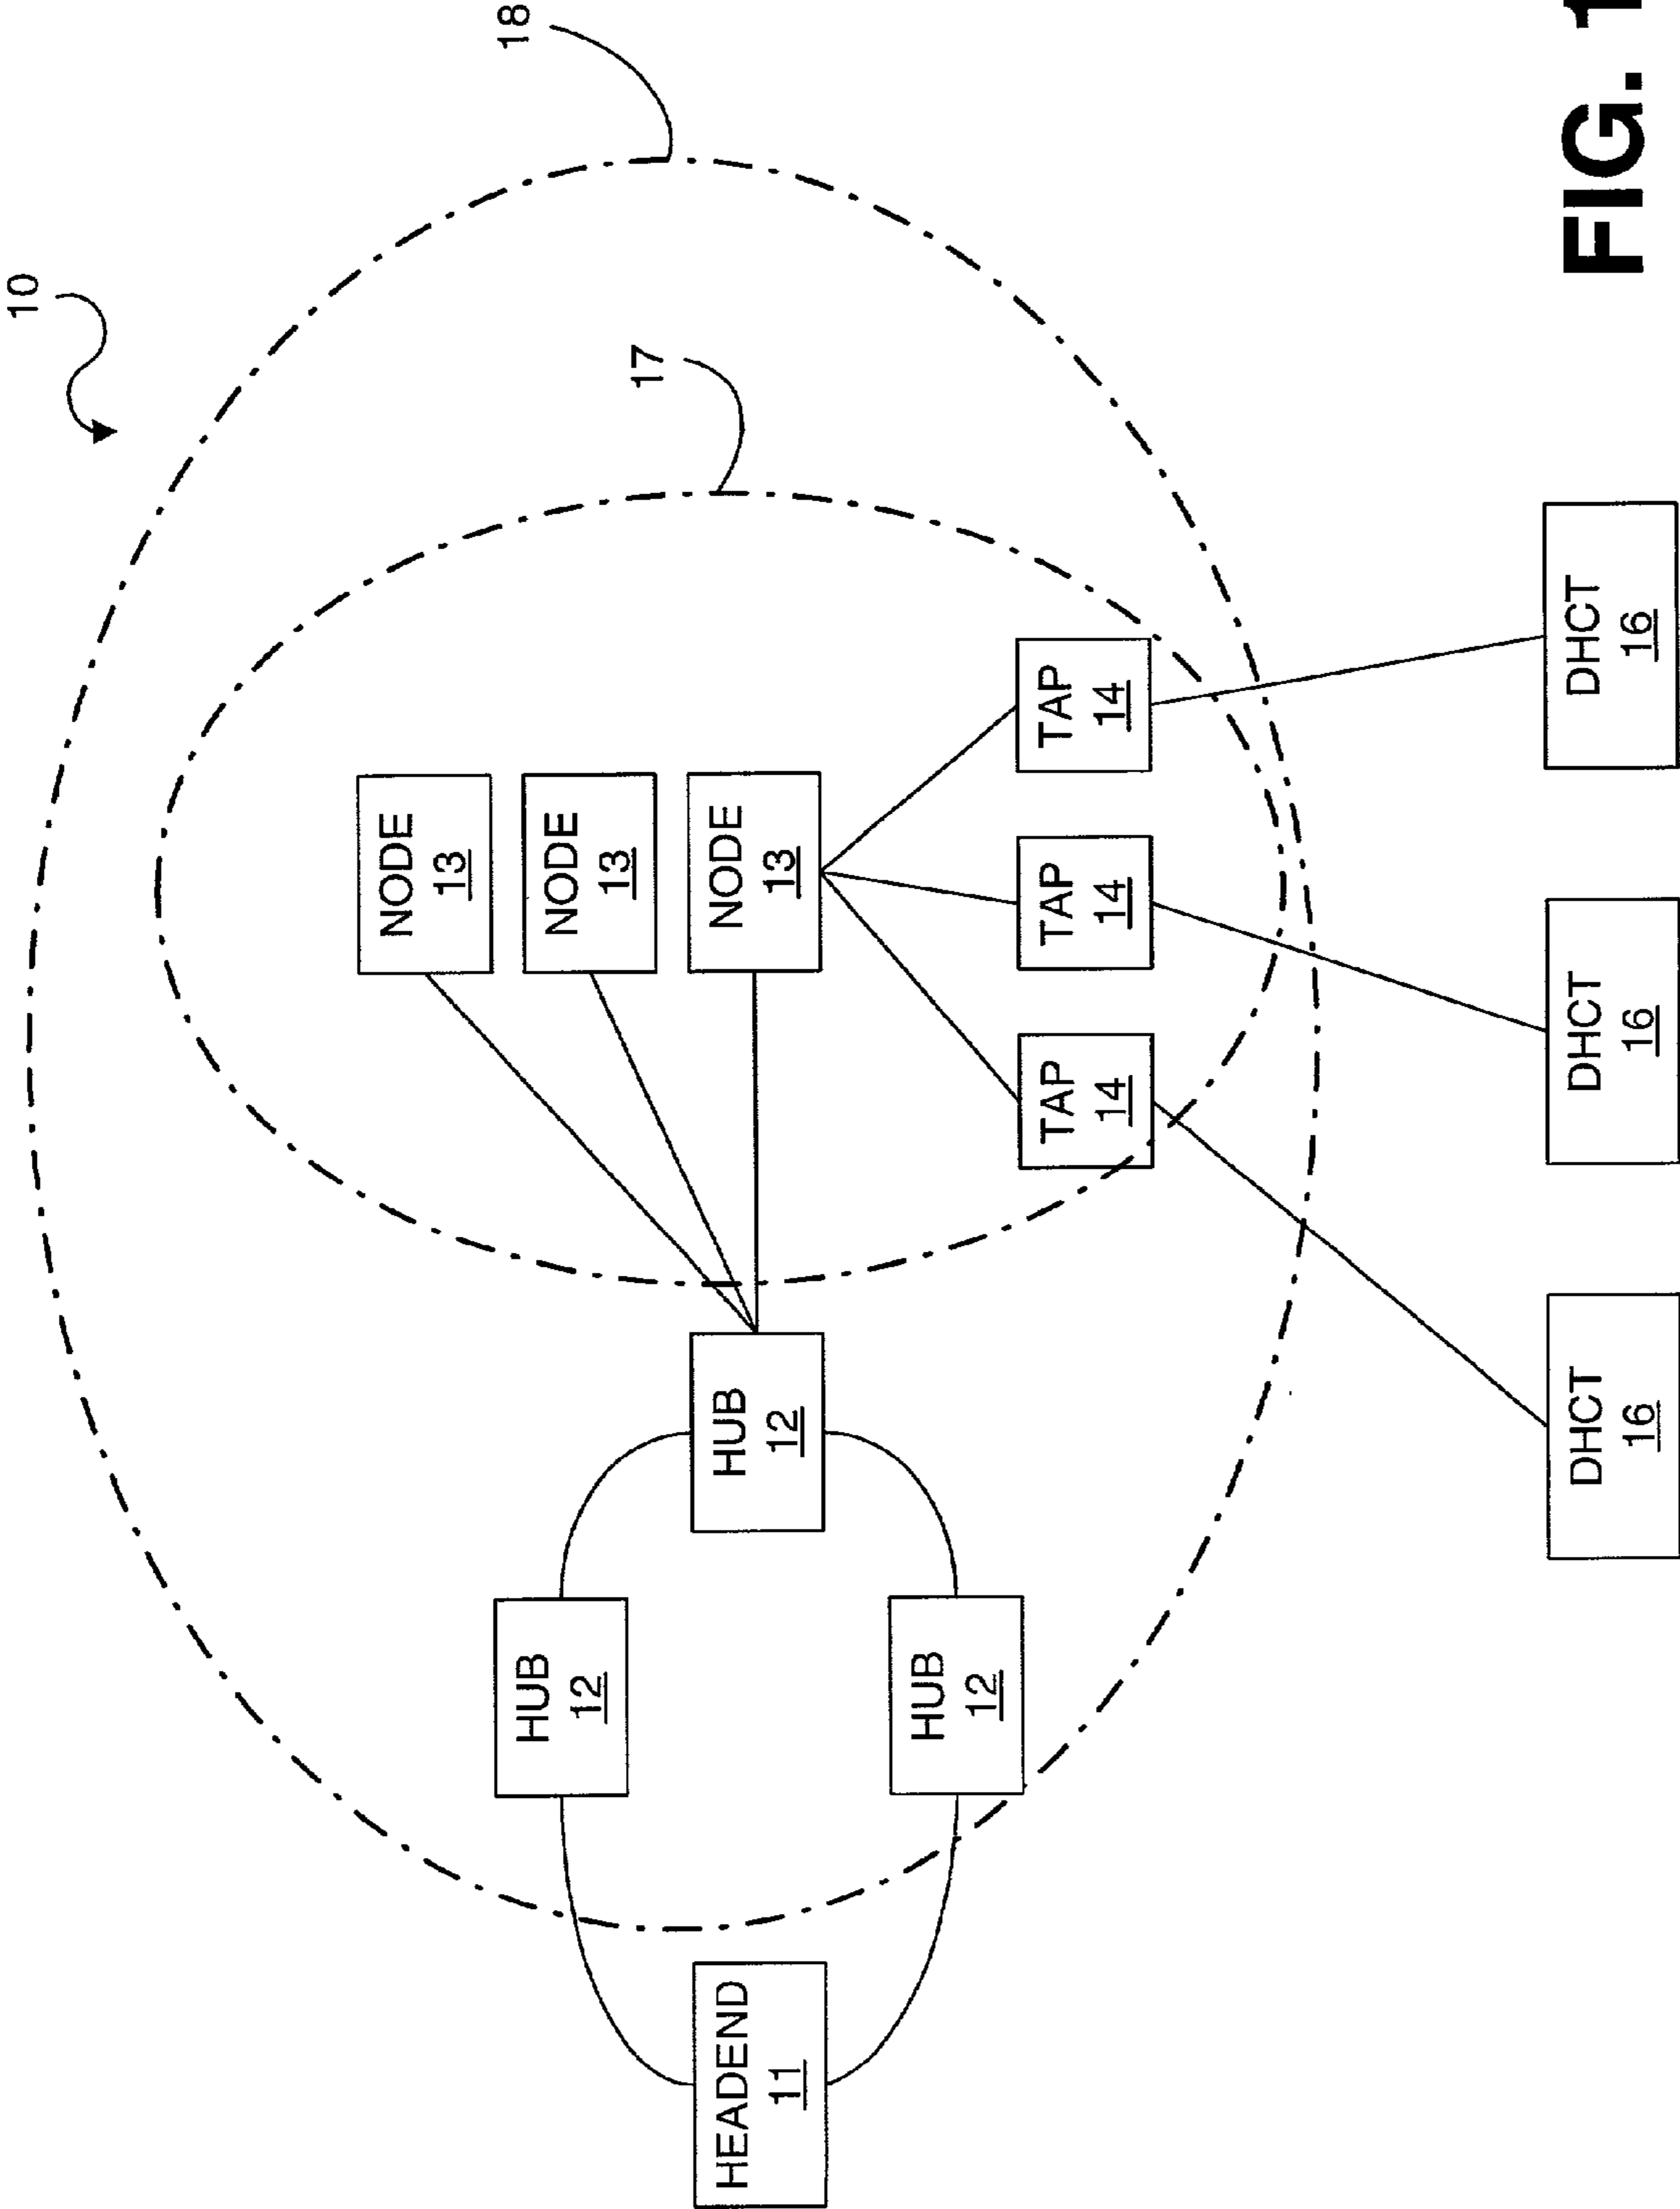 10
NODE
13
18
HUB
12
NODE
13
17
HEADEND
11
HUB
12
NODE
13
HUB
12
TAP
14
TAP
14
TAP
14
DHCT
16
DHCT
16
DHCT
16
FIG. 1